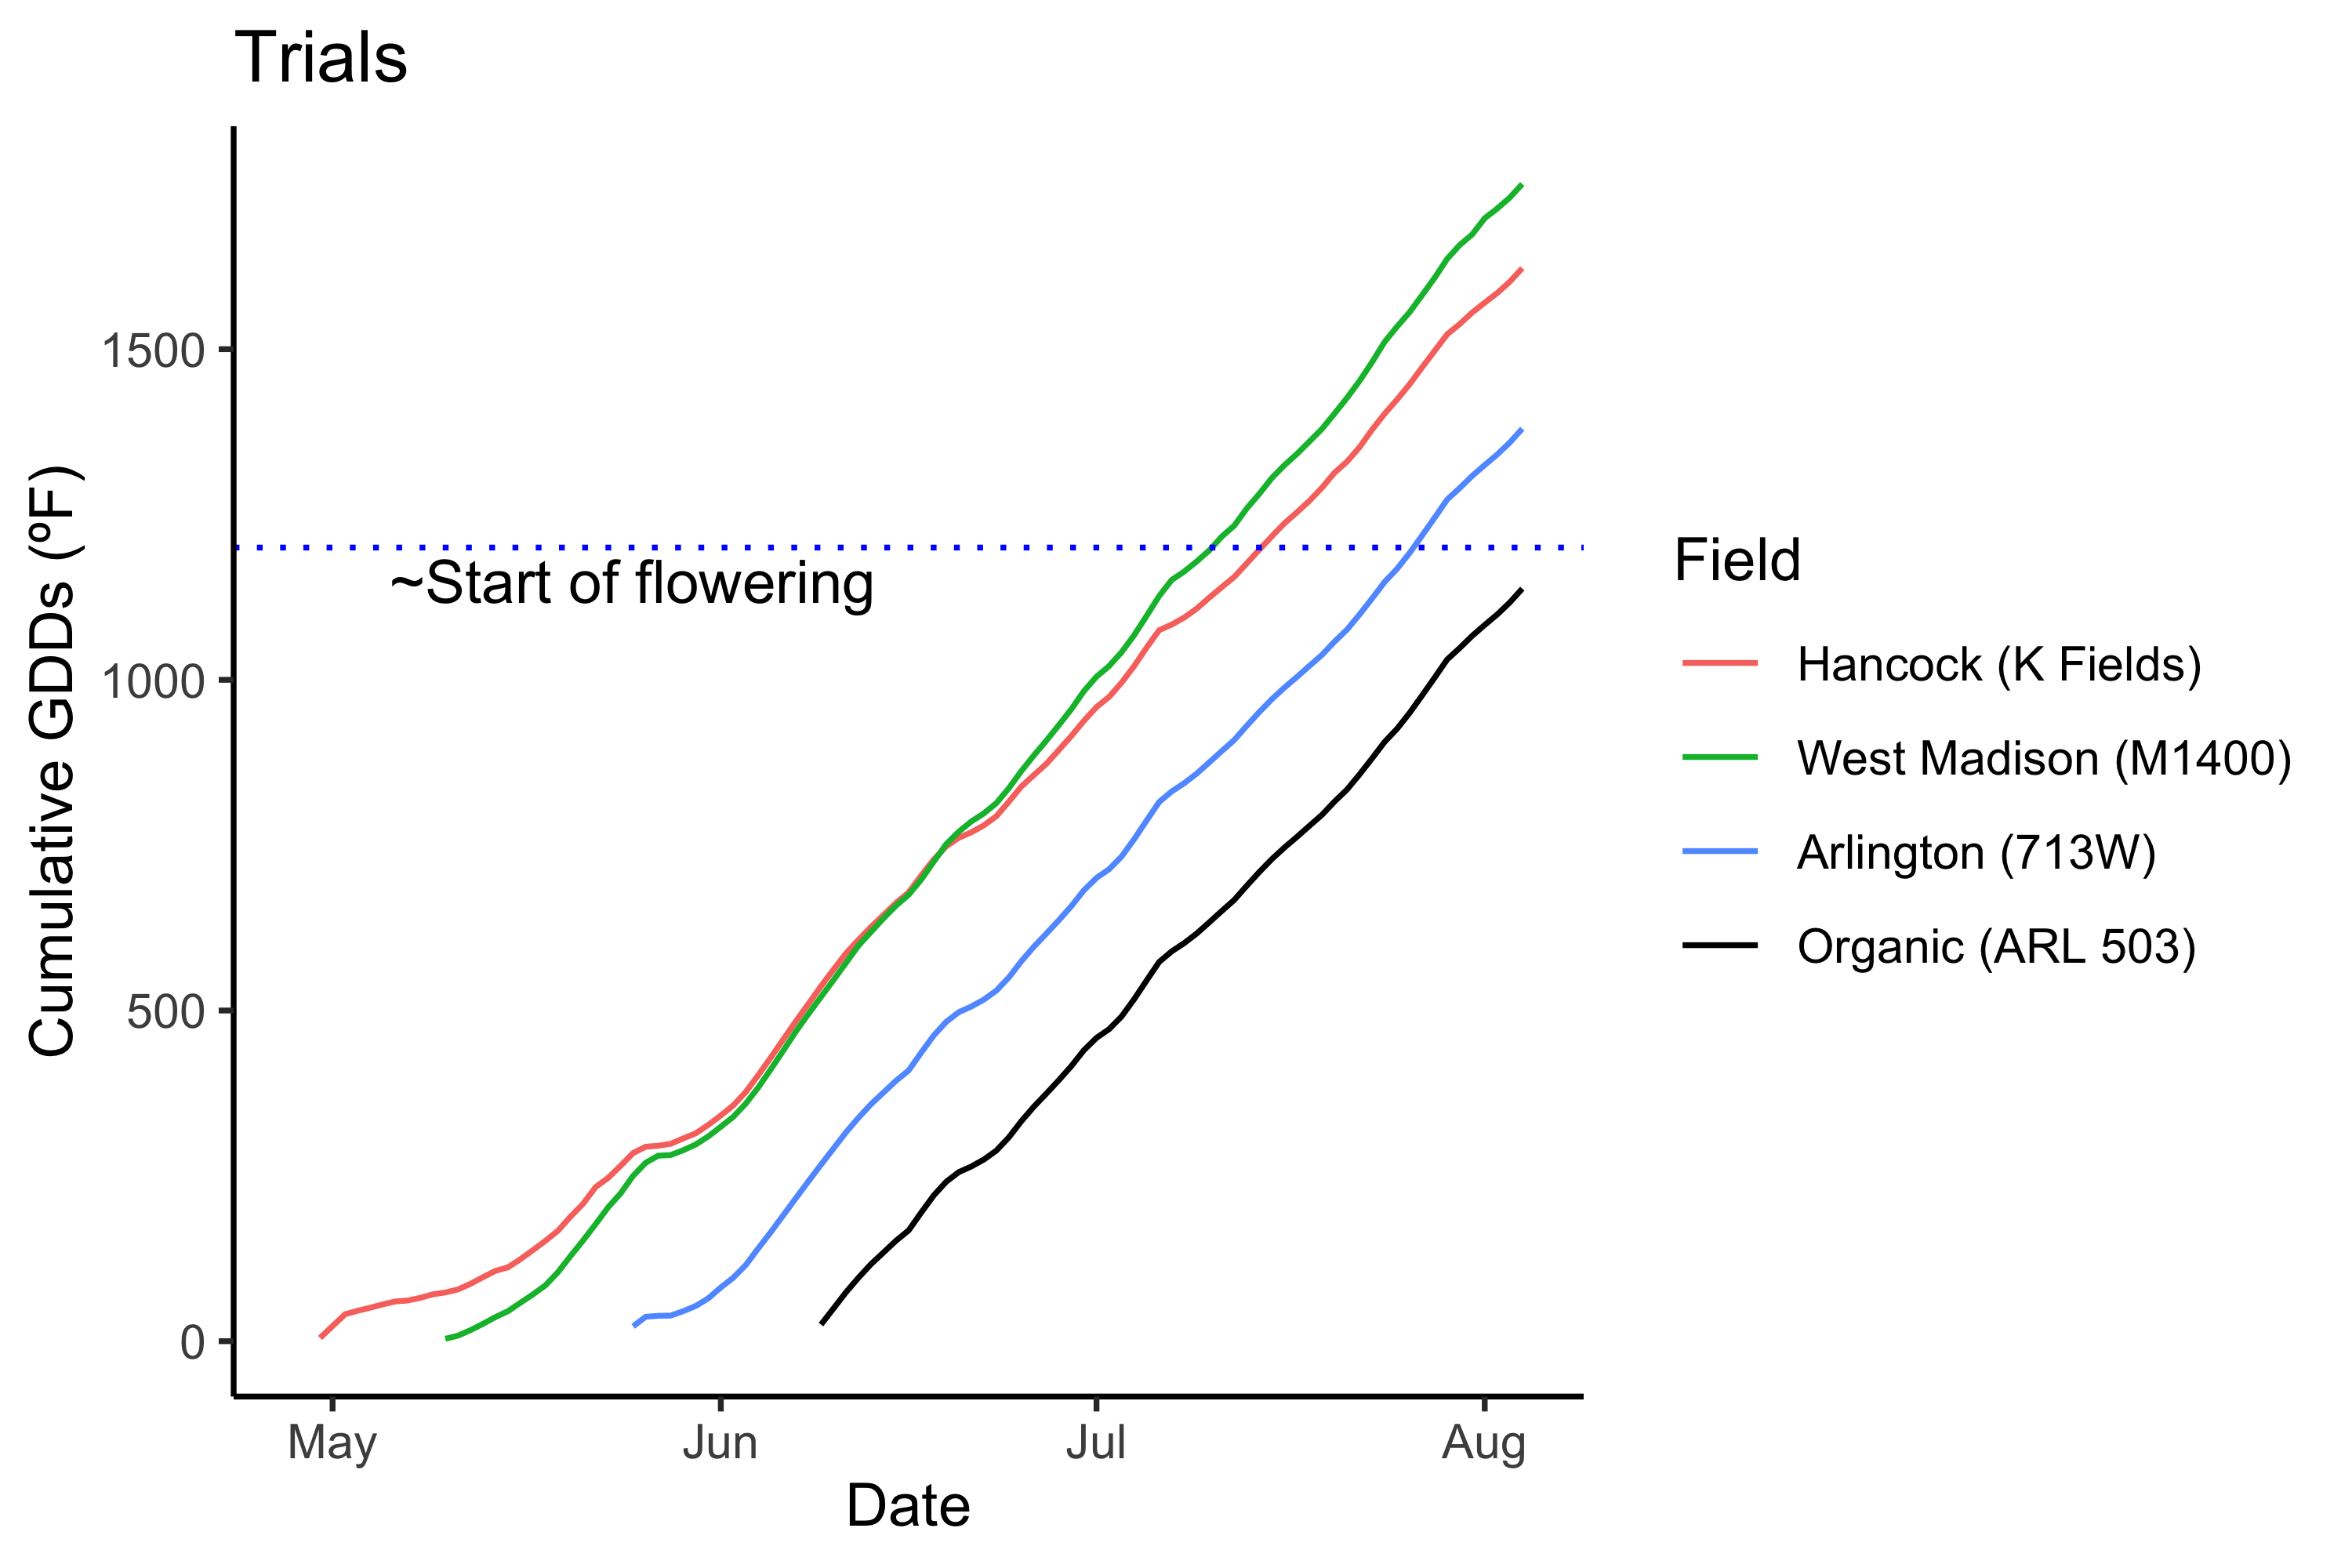 Trials
Cumulative GDDs (ºF)
1500
1000
500
0
~Start of flowering
May
Jun
Jul
Aug
Date
Field
Hancock (K Fields)
West Madison (M1400)
Arlington (713W)
Organic (ARL 503)